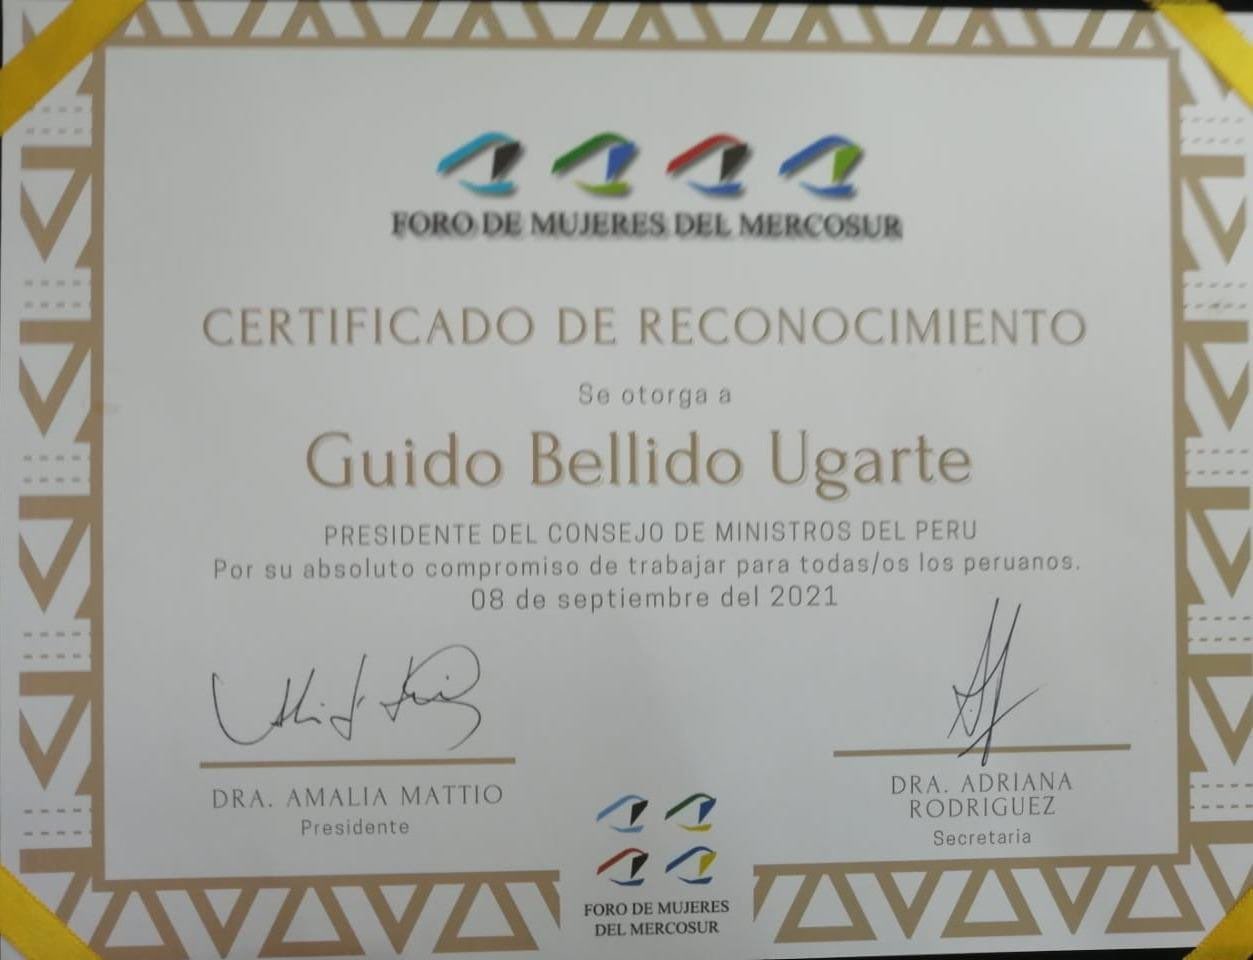 FORO DE MUJERES DEL MERCOSUR
CERTIFICADO DE RECONOCIMIENTO
Se otorga a
Guido Bellido Ugarte
PRESIDENTE DEL CONSEJO DE MINISTROS DEL PERU
Por su absoluto compromiso de trabajar para todas/os los peruanos.
08 de septiembre del 2021
DRA. AMALIA MATTIO
Presidente
DRA. ADRIANA
RODRIGUEZ
Secretaria
FORO DE MUJERES
DEL MERCOSUR